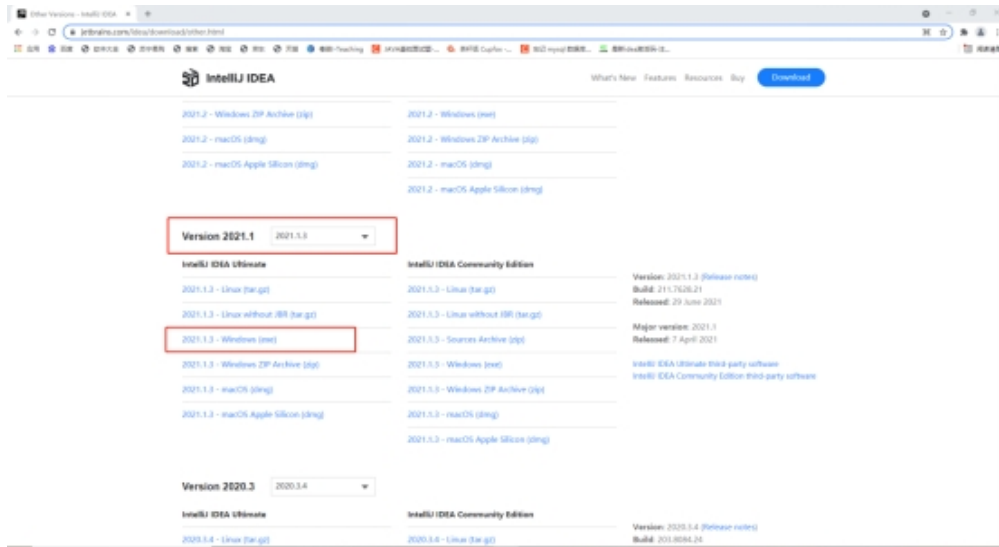 Other Versions - IntelliJ IDEA
jetbrains.com/idea/download/other.html
IntelliJ IDEA
What's New Features Resources Buy Download
2021.2 - Windows ZIP Archive (zip)
2021.2 - Windows (exe)
2021.2 - macOS (dmg)
2021.2 - Windows ZIP Archive (zip)
2021.2 - macOS Apple Silicon (dmg)
2021.2 - macOS (dmg)
2021.2 - macOS Apple Silicon (dmg)
Version 2021.1 2021.1.3
IntelliJ IDEA Ultimate
IntelliJ IDEA Community Edition
Version: 2021.1.3 (Release notes)
2021.1.3 - Linux (tar.gz)
2021.1.3 - Linux (tar.gz)
Build: 211.7628.21
Released: 29 June 2021
2021.1.3 - Linux without JBR (tar.gz)
2021.1.3 - Linux without JBR (tar.gz)
Major version: 2021.1
2021.1.3 - Windows (exe)
2021.1.3 - Sources Archive (zip)
Released: 7 April 2021
2021.1.3 - Windows ZIP Archive (zip)
2021.1.3 - Windows (exe)
IntelliJ IDEA Ultimate third-party software
IntelliJ IDEA Community Edition third-party software
2021.1.3 - macOS (dmg)
2021.1.3 - Windows ZIP Archive (zip)
2021.1.3 - macOS Apple Silicon (dmg)
2021.1.3 - macOS (dmg)
2021.1.3 - macOS Apple Silicon (dmg)
Version 2020.3 2020.3.4
IntelliJ IDEA Ultimate
IntelliJ IDEA Community Edition
Version: 2020.3.4 (Release notes)
2020.3.4 - Linux (tar.gz)
2020.3.4 - Linux (tar.gz)
Build: 203.8084.24